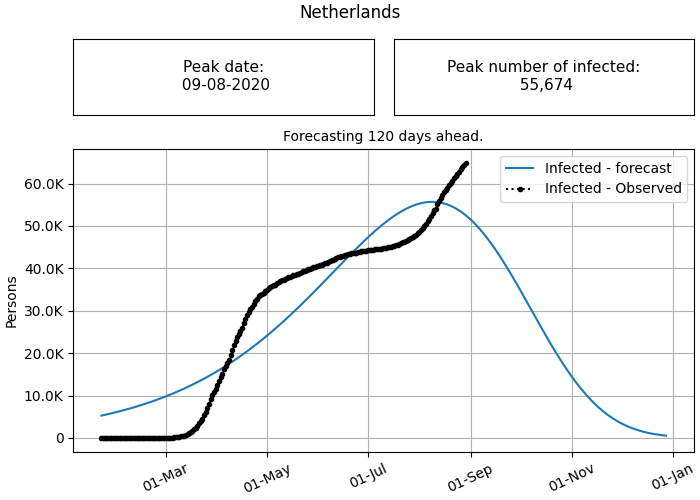 Netherlands
Peak date:
09-08-2020
Peak number of infected:
55,674
Forecasting 120 days ahead.
Infected - forecast
Infected - Observed
Persons
60.0K
50.0K
40.0K
30.0K
20.0K
10.0K
0
01-Mar
01-May
01-Jul
01-Sep
01-Nov
01-Jan